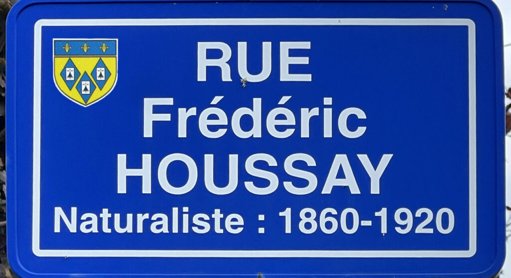 RUE
Frédéric
HOUSSAY
Naturaliste : 1860-1920